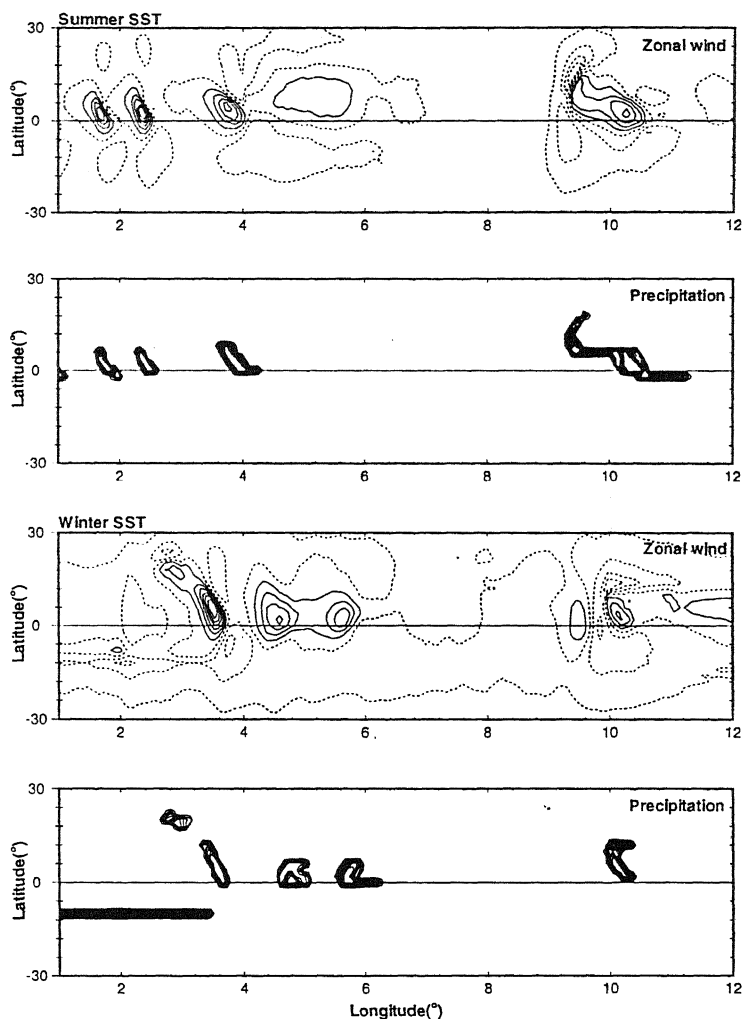 Summer SST
Zonal wind
Latitude(°)
30
0
-30
2 4 6 8 10 12
Precipitation
Latitude(°)
30
0
-30
2 4 6 8 10 12
Winter SST
Zonal wind
Latitude(°)
30
0
-30
2 4 6 8 10 12
Precipitation
Latitude(°)
30
0
-30
2 4 6 8 10 12
Longitude(°)